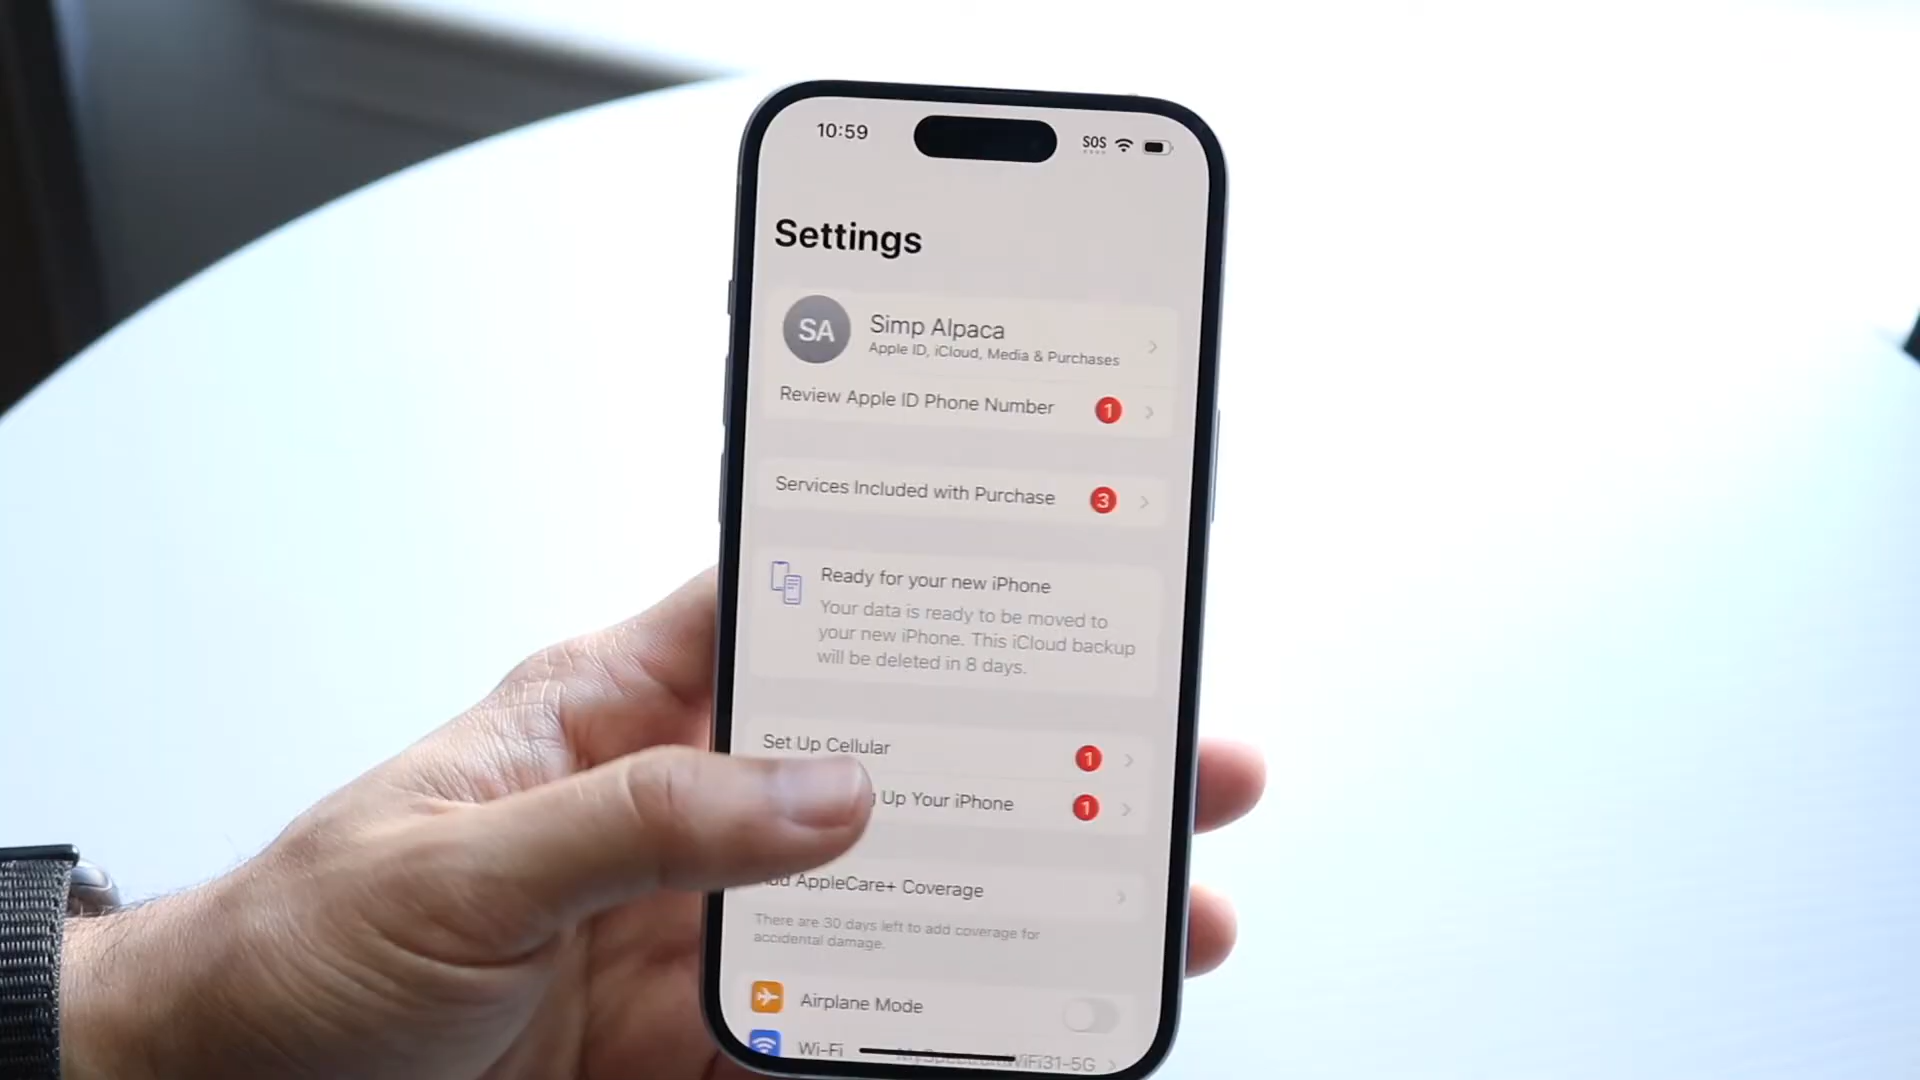 10:59
SOS
Settings
SA
Simp Alpaca
Apple ID, iCloud, Media & Purchases
Review Apple ID Phone Number
1
Services Included with Purchase
3
Ready for your new iPhone
Your data is ready to be moved to
your new iPhone. This iCloud backup
will be deleted in 8 days.
Set Up Cellular
1
Up Your iPhone
1
AppleCare+ Coverage
There are 30 days left to add coverage for
accidental damage.
Airplane Mode
Wi-Fi